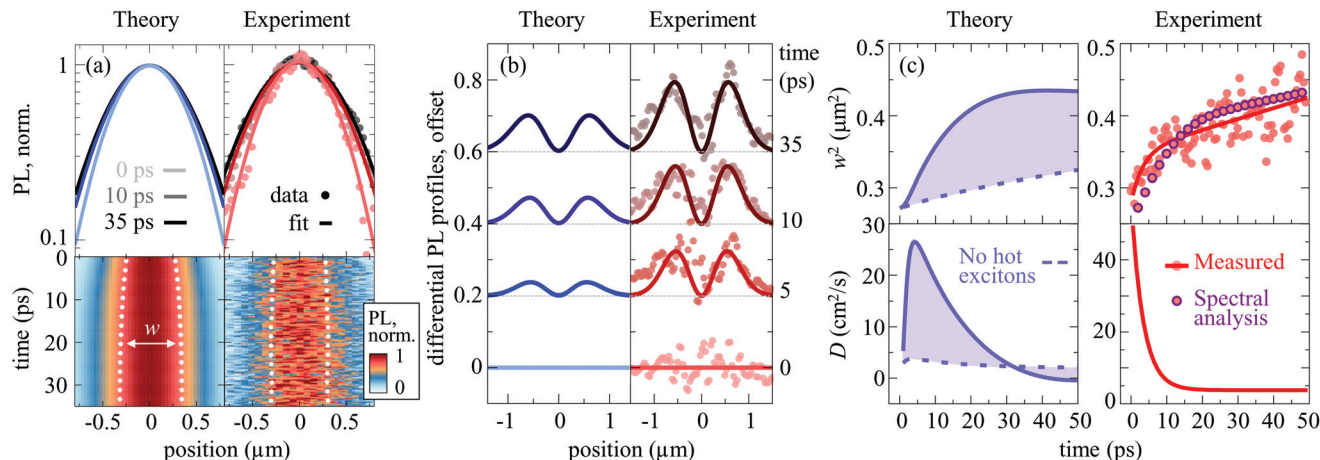 Theory
Experiment
(a)
PL, norm.
1
0.1
0 ps
10 ps
35 ps
data
fit
time (ps)
0
10
20
30
w
PL,
norm.
1
0
-0.5 0 0.5
-0.5 0 0.5
position (µm)
(b)
differential PL profiles, offset
0.8
0.6
0.4
0.2
0
time
(ps)
35
10
5
0
-1 0 1
-1 0 1
position (µm)
Theory
Experiment
(c)
w² (µm²)
0.5
0.4
0.3
0.5
0.4
0.3
D (cm²/s)
30
20
10
0
No hot
excitons
40
20
0
Measured
Spectral
analysis
0 10 20 30 40 50
0 10 20 30 40 50
time (ps)